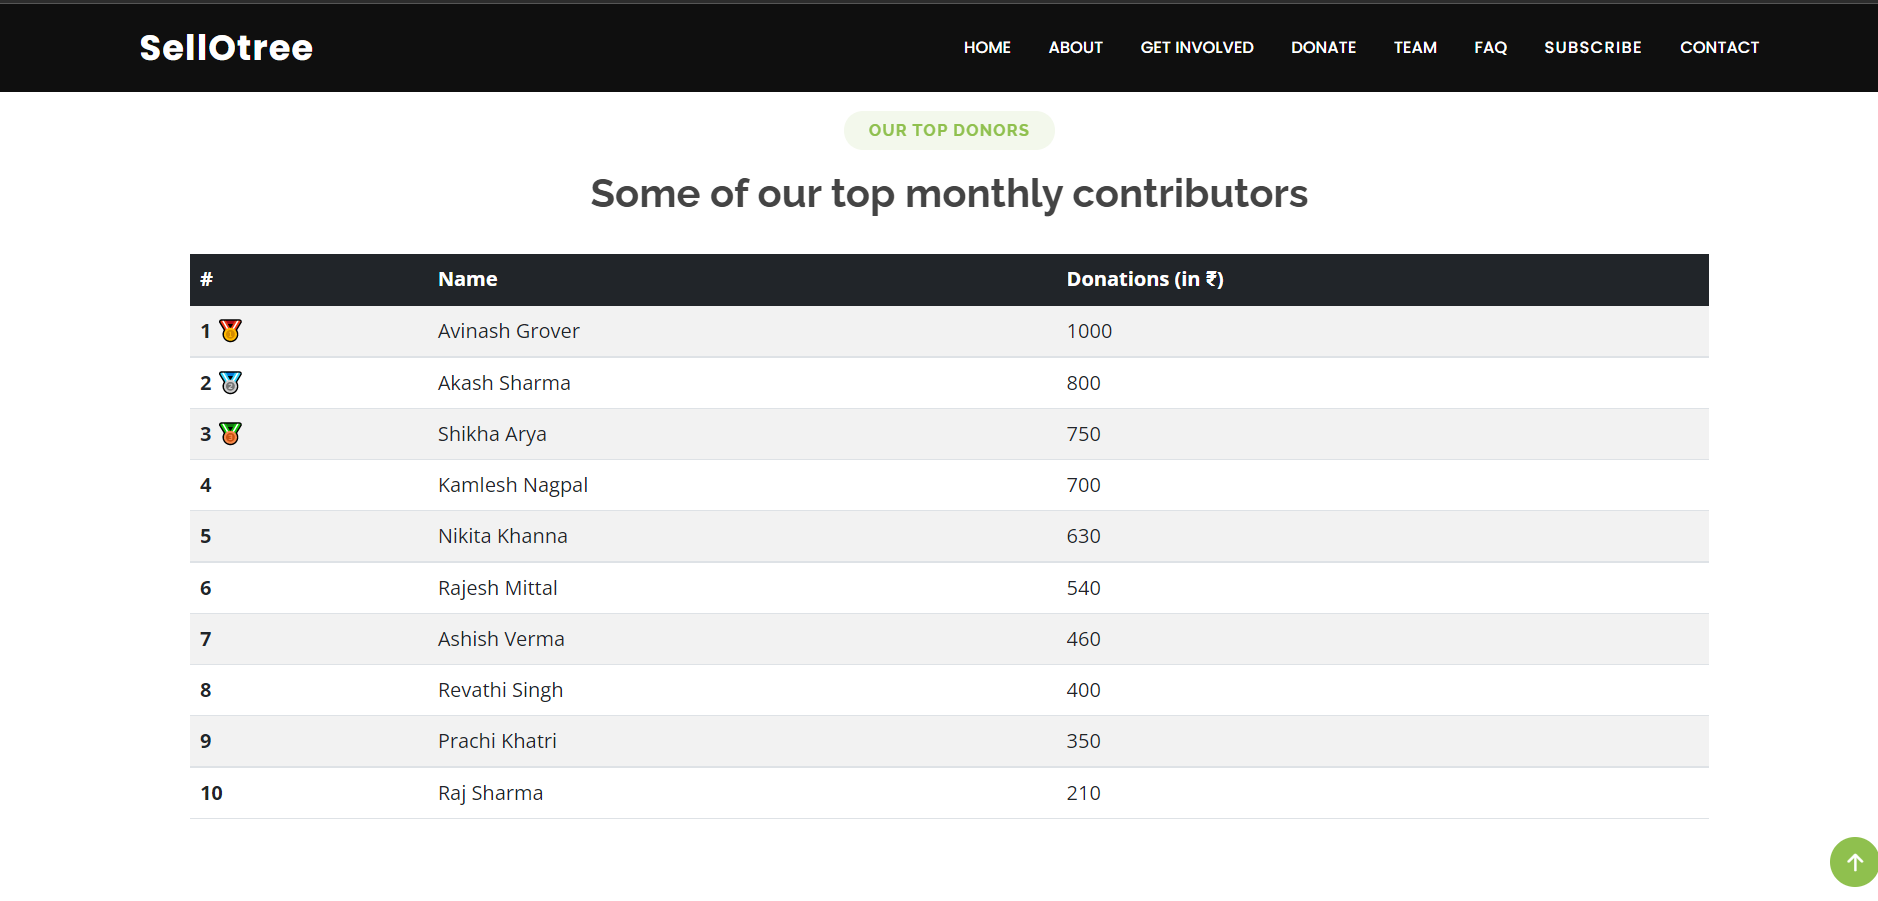 SellOtree HOME ABOUT GET INVOLVED DONATE TEAM FAQ SUBSCRIBE CONTACT
OUR TOP DONORS
Some of our top monthly contributors
# Name Donations (in ₹)
1 🥇 Avinash Grover 1000
2 🥈 Akash Sharma 800
3 🥉 Shikha Arya 750
4 Kamlesh Nagpal 700
5 Nikita Khanna 630
6 Rajesh Mittal 540
7 Ashish Verma 460
8 Revathi Singh 400
9 Prachi Khatri 350
10 Raj Sharma 210